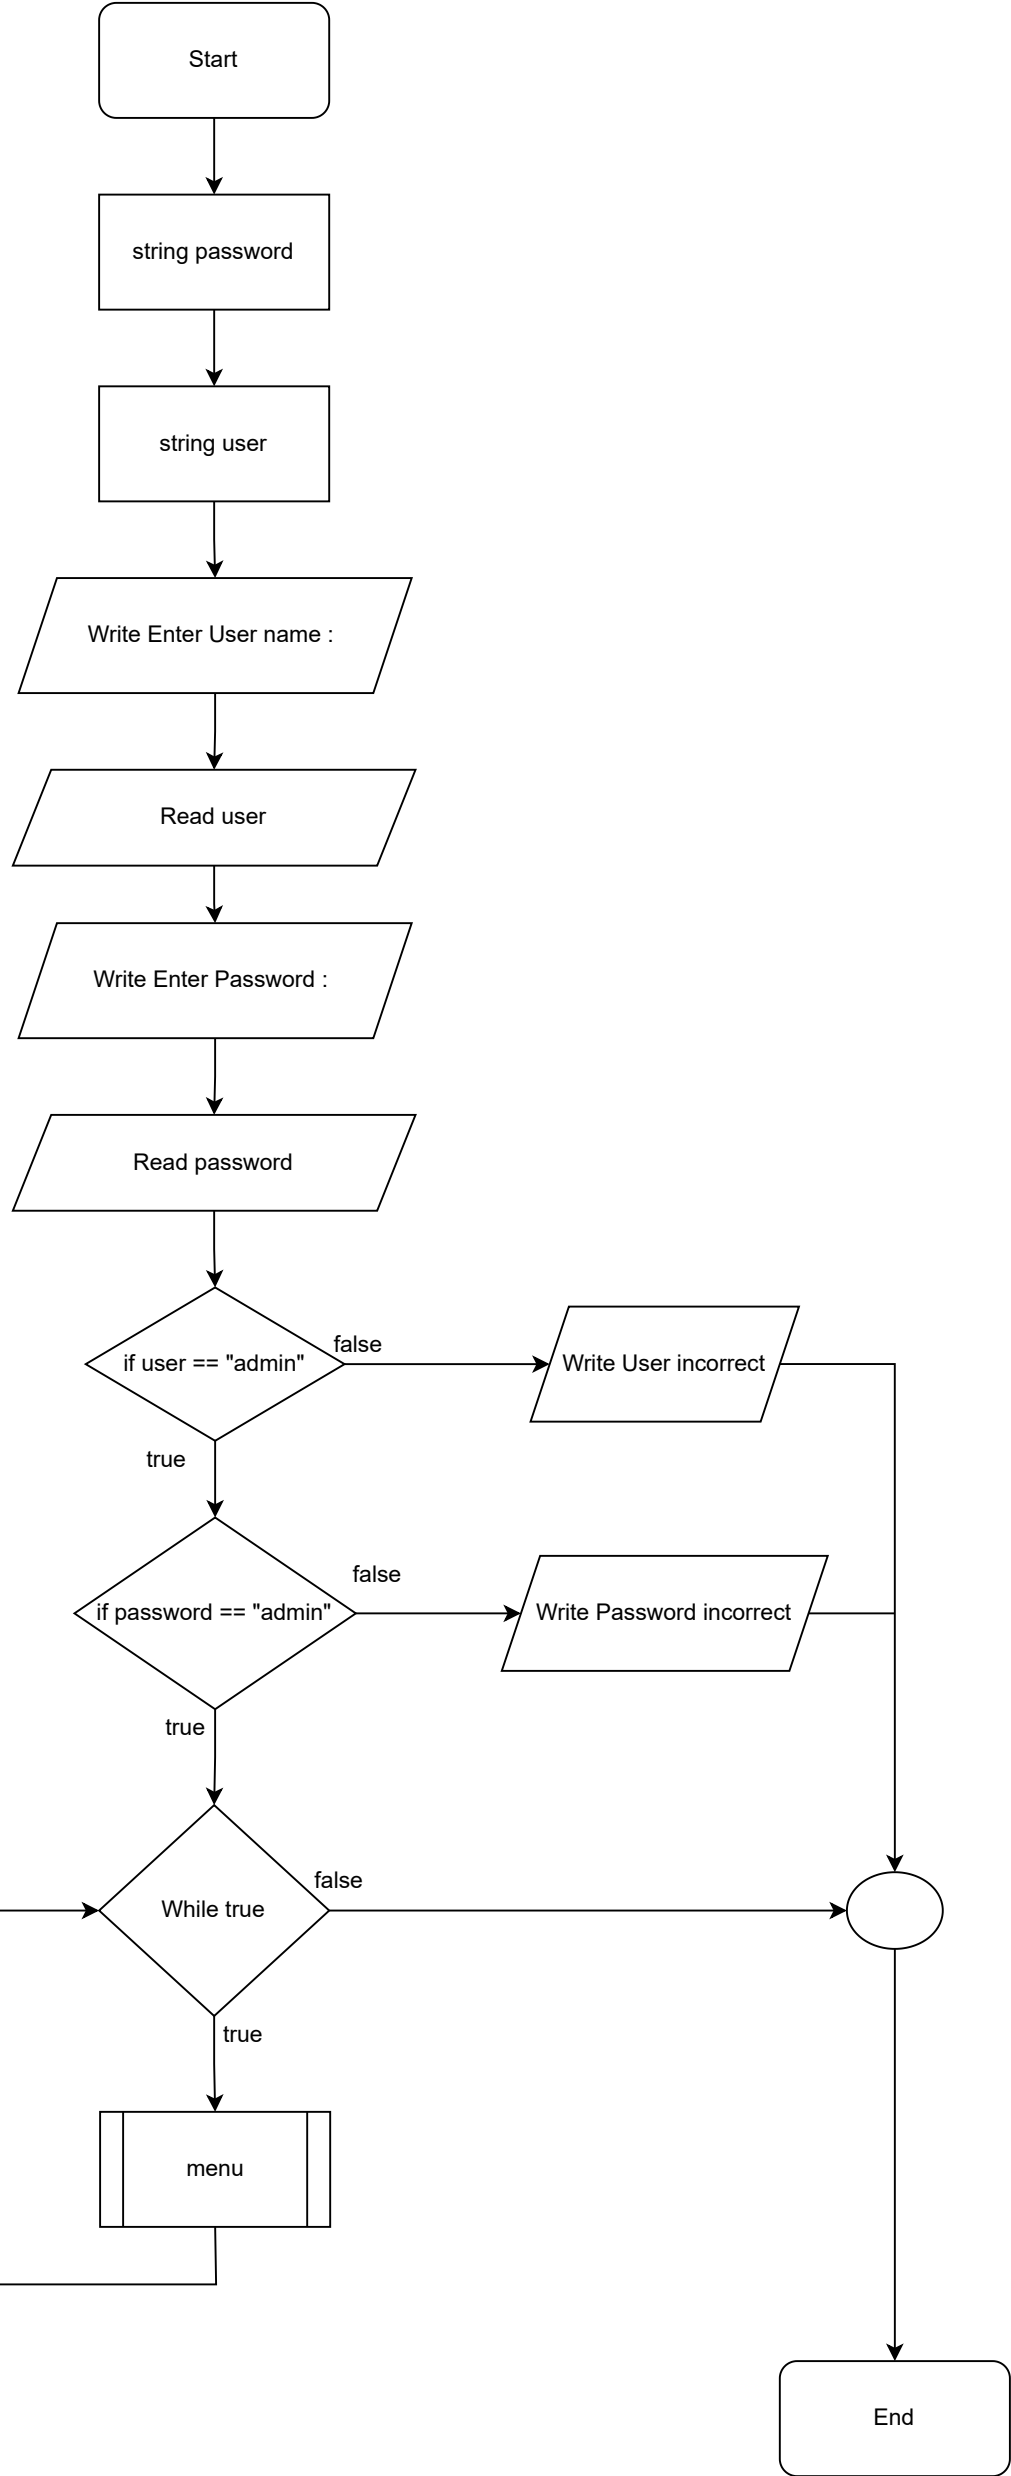 Start
string password
string user
Write Enter User name :
Read user
Write Enter Password :
Read password
if user == "admin"
false
Write User incorrect
true
if password == "admin"
false
Write Password incorrect
true
While true
false
true
menu
End